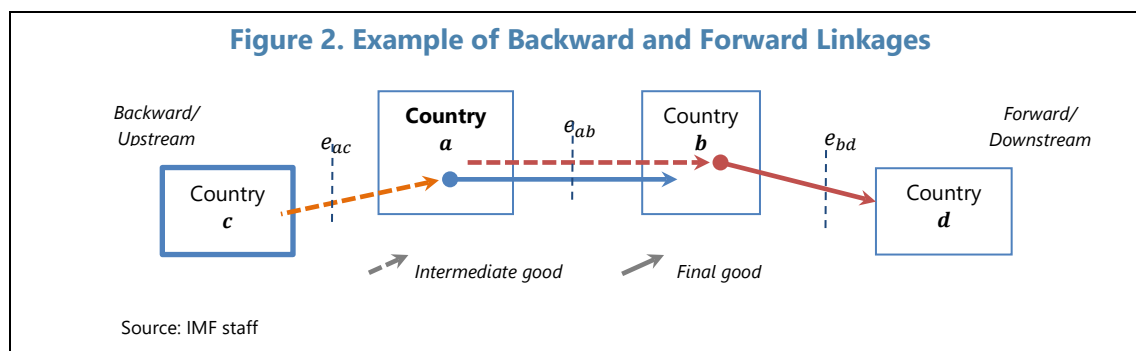 Figure 2. Example of Backward and Forward Linkages
Backward/
Upstream
e_ac
Country
a
e_ab
Country
b
e_bd
Forward/
Downstream
Country
c
Country
d
Intermediate good
Final good
Source: IMF staff